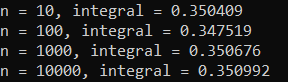 n = 10, integral = 0.350409
n = 100, integral = 0.347519
n = 1000, integral = 0.350676
n = 10000, integral = 0.350992